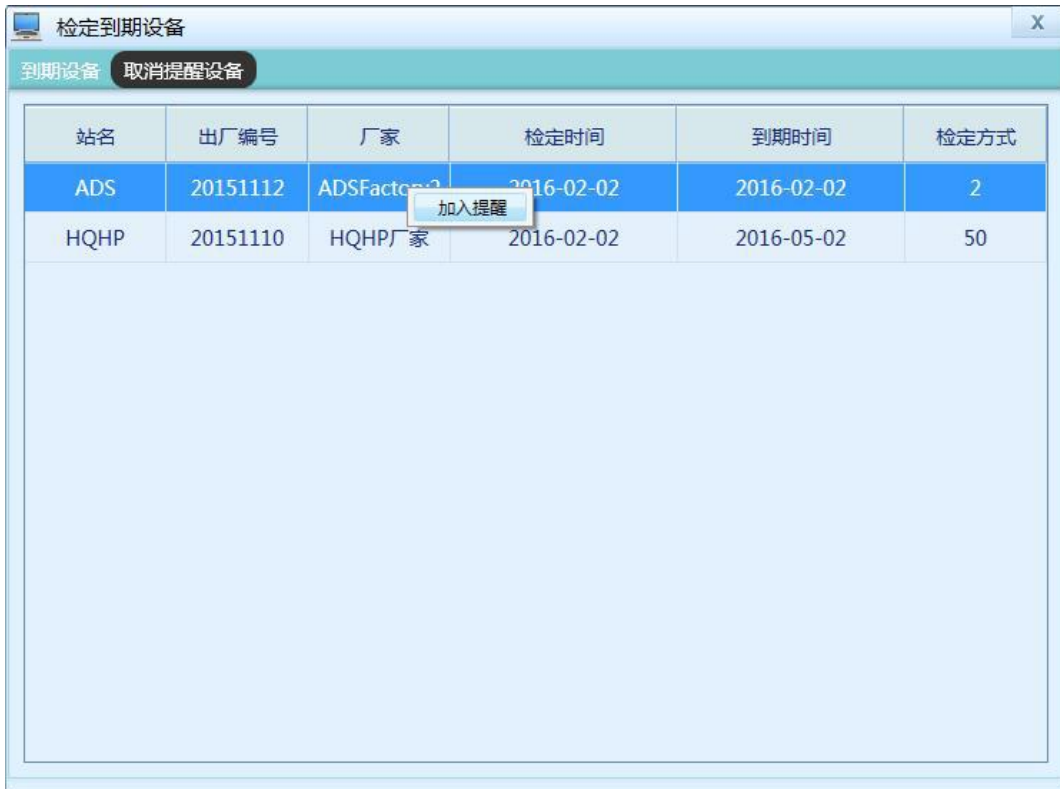 检定到期设备 X
到期设备 取消提醒设备
站名 出厂编号 厂家 检定时间 到期时间 检定方式
ADS 20151112 2016-02-02 2016-02-02 2
加入提醒
HQHP 20151110 HQHP厂家 2016-02-02 2016-05-02 50